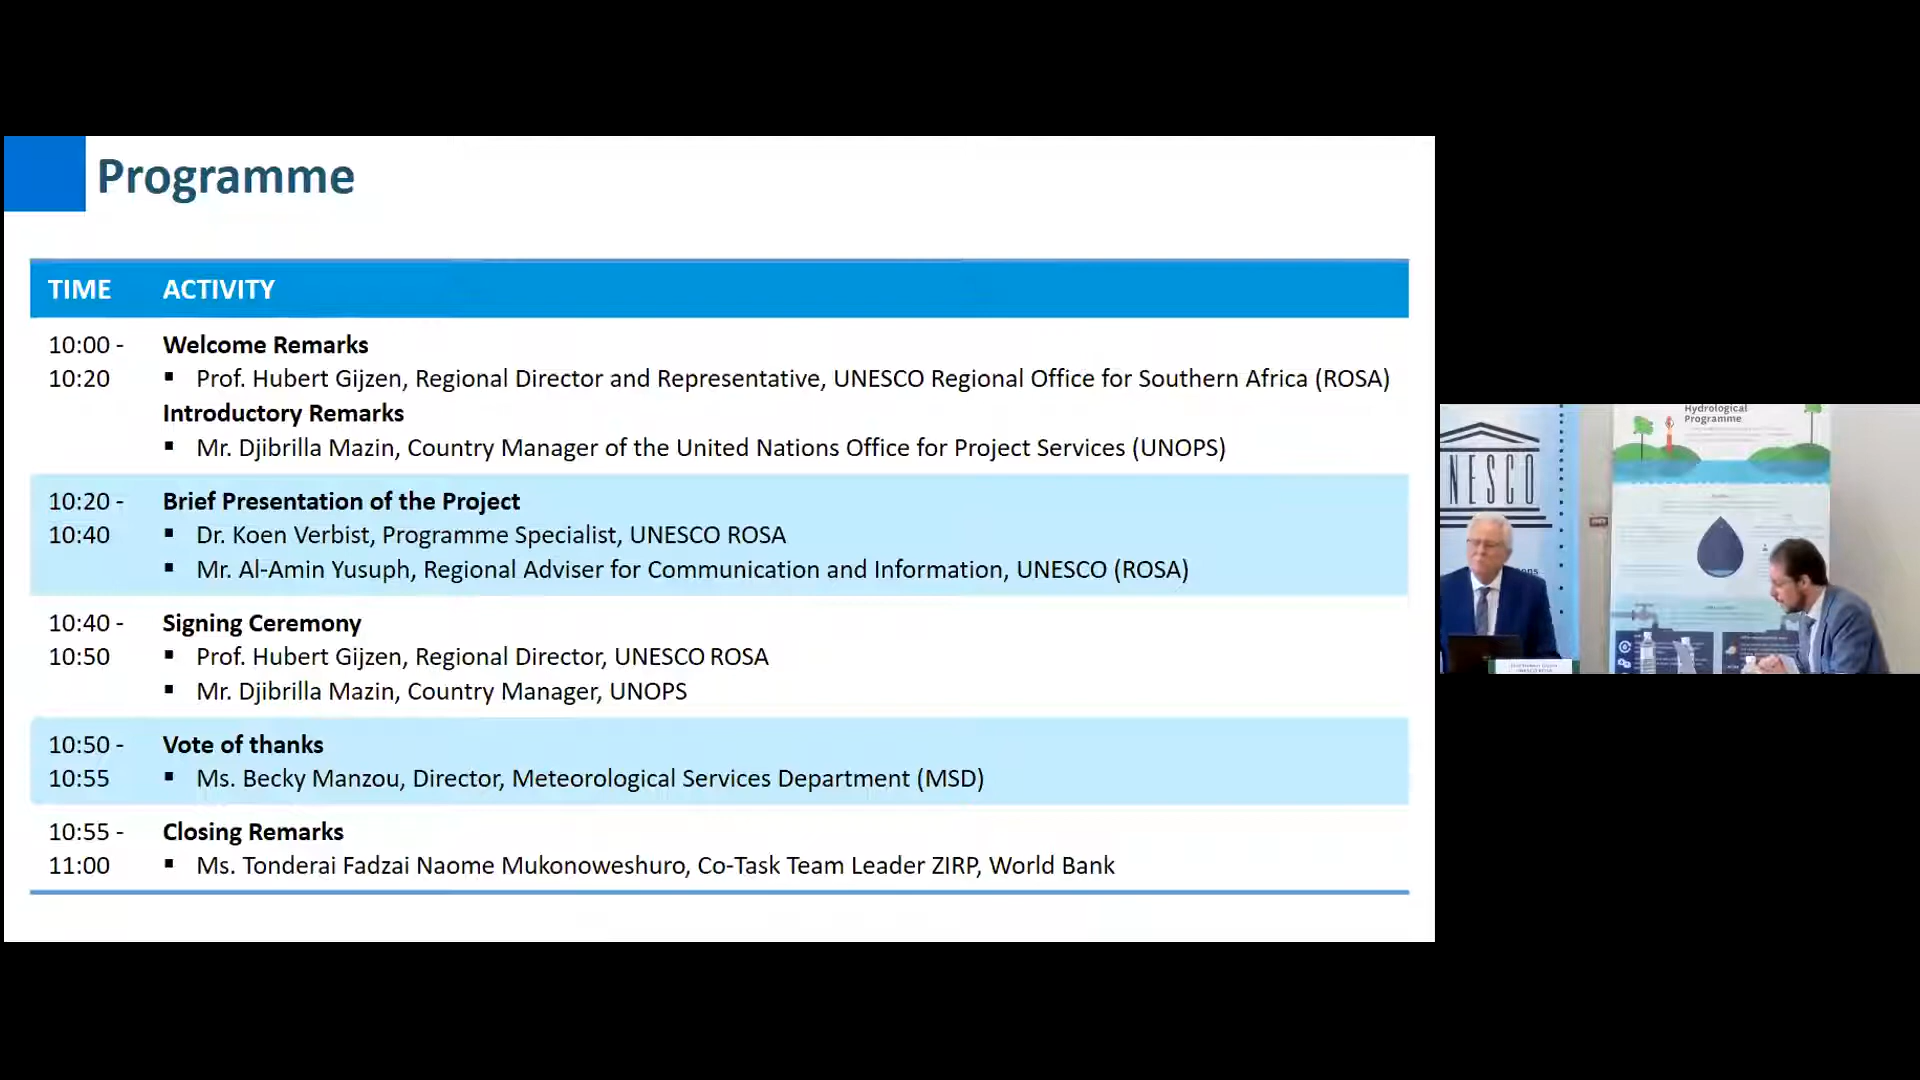 Programme
TIME ACTIVITY
10:00 - Welcome Remarks
10:20 ▪ Prof. Hubert Gijzen, Regional Director and Representative, UNESCO Regional Office for Southern Africa (ROSA)
Introductory Remarks
▪ Mr. Djibrilla Mazin, Country Manager of the United Nations Office for Project Services (UNOPS)
10:20 - Brief Presentation of the Project
10:40 ▪ Dr. Koen Verbist, Programme Specialist, UNESCO ROSA
▪ Mr. Al-Amin Yusuph, Regional Adviser for Communication and Information, UNESCO (ROSA)
10:40 - Signing Ceremony
10:50 ▪ Prof. Hubert Gijzen, Regional Director, UNESCO ROSA
▪ Mr. Djibrilla Mazin, Country Manager, UNOPS
10:50 - Vote of thanks
10:55 ▪ Ms. Becky Manzou, Director, Meteorological Services Department (MSD)
10:55 - Closing Remarks
11:00 ▪ Ms. Tonderai Fadzai Naome Mukonoweshuro, Co-Task Team Leader ZIRP, World Bank
Hydrological
Programme
NESCO